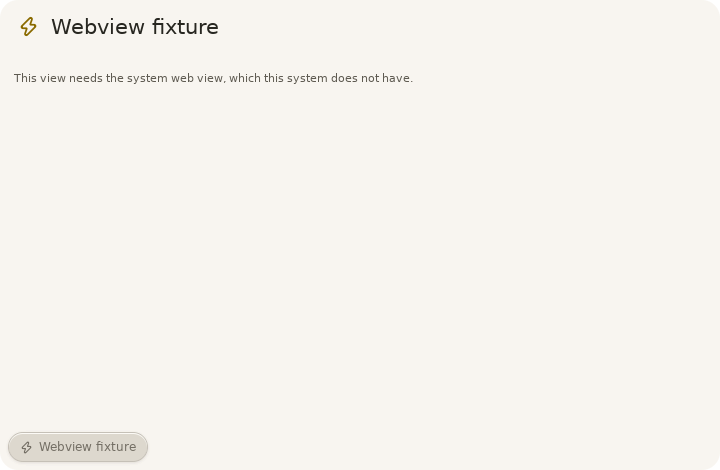 Webview fixture
This view needs the system web view, which this system does not have.
Webview fixture